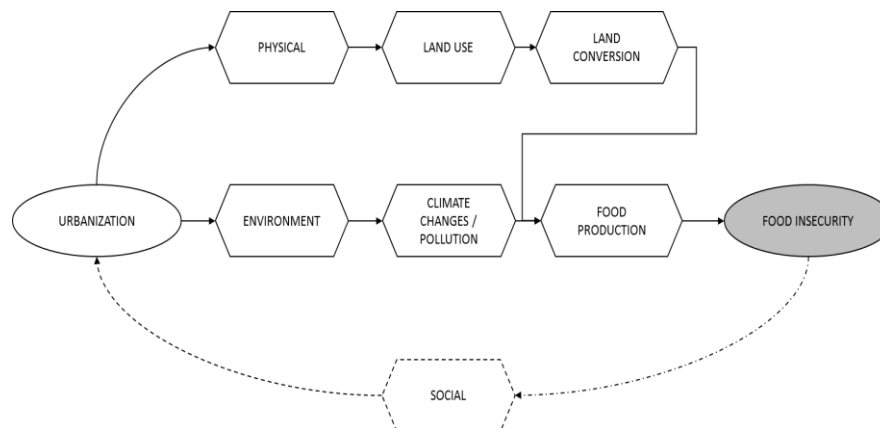 PHYSICAL
LAND USE
LAND
CONVERSION
URBANIZATION
ENVIRONMENT
CLIMATE
CHANGES /
POLLUTION
FOOD
PRODUCTION
FOOD INSECURITY
SOCIAL